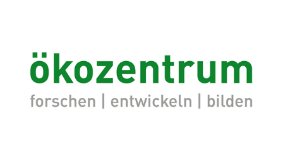 ökozentrum
forschen | entwickeln | bilden